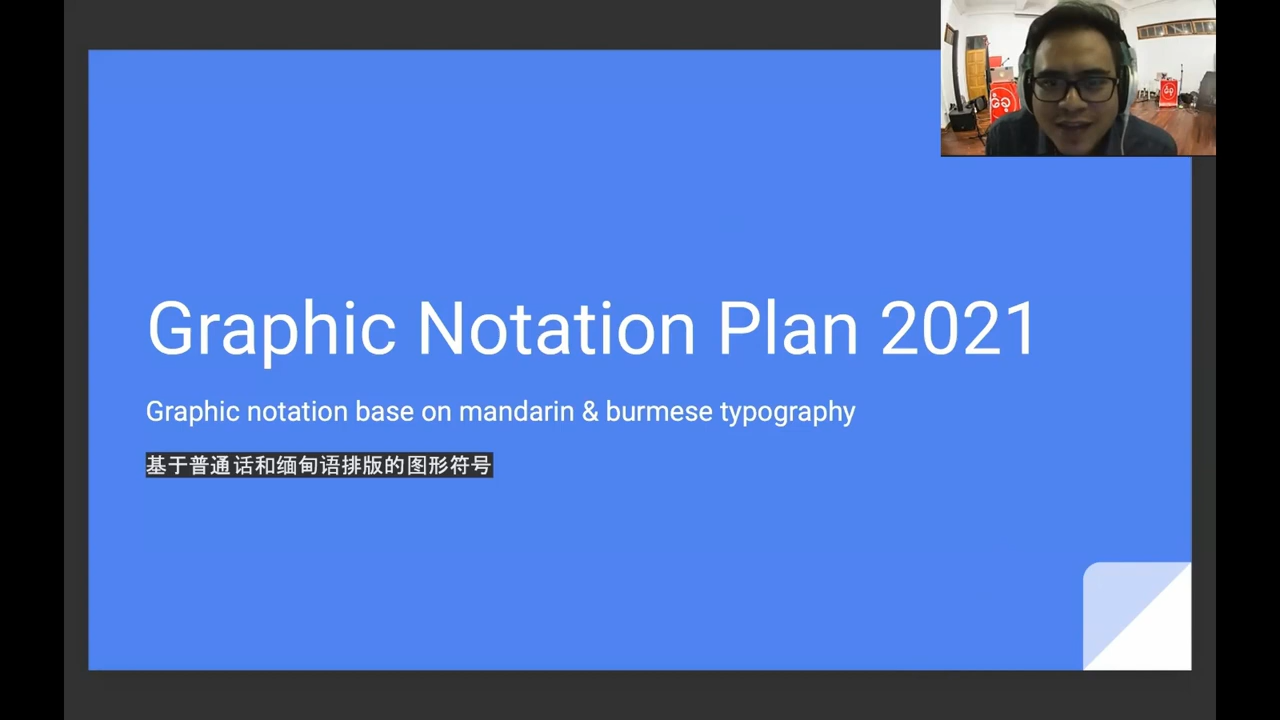 Graphic Notation Plan 2021
Graphic notation base on mandarin & burmese typography
基于普通话和缅甸语排版的图形符号